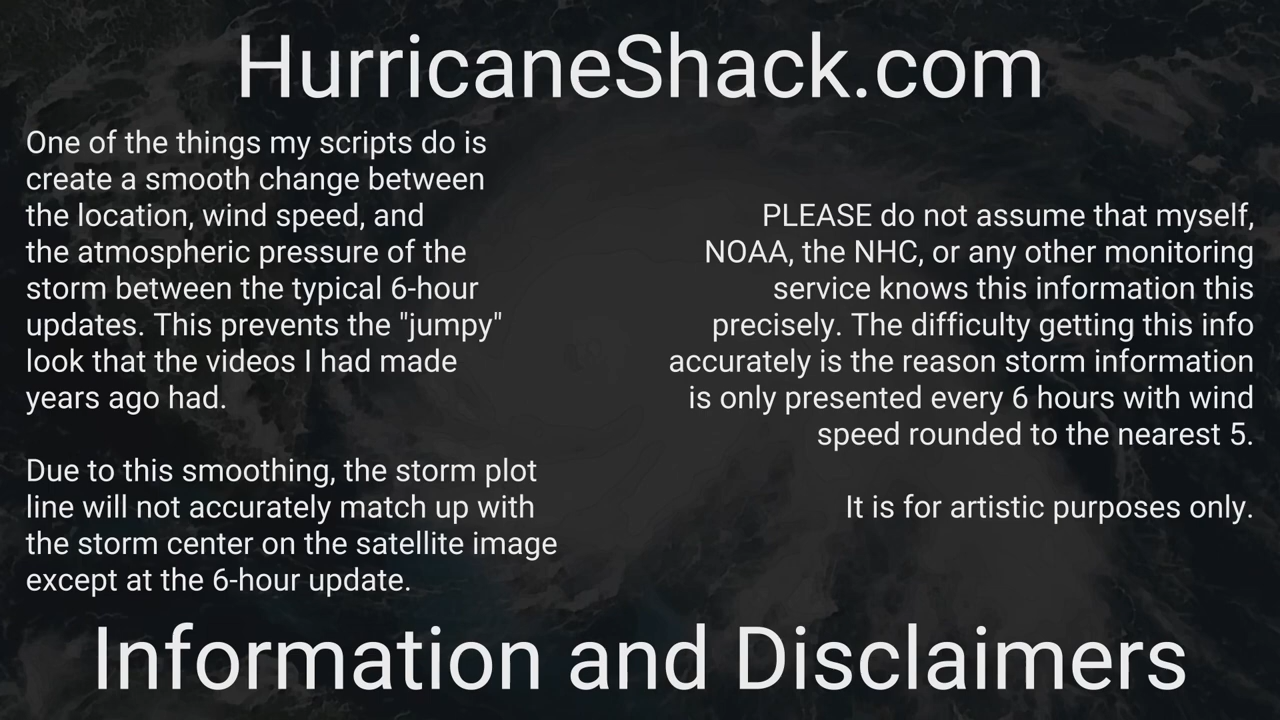 HurricaneShack.com
One of the things my scripts do is
create a smooth change between
the location, wind speed, and
the atmospheric pressure of the
storm between the typical 6-hour
updates. This prevents the "jumpy"
look that the videos I had made
years ago had.
Due to this smoothing, the storm plot
line will not accurately match up with
the storm center on the satellite image
except at the 6-hour update.
PLEASE do not assume that myself,
NOAA, the NHC, or any other monitoring
service knows this information this
precisely. The difficulty getting this info
accurately is the reason storm information
is only presented every 6 hours with wind
speed rounded to the nearest 5.
It is for artistic purposes only.
Information and Disclaimers